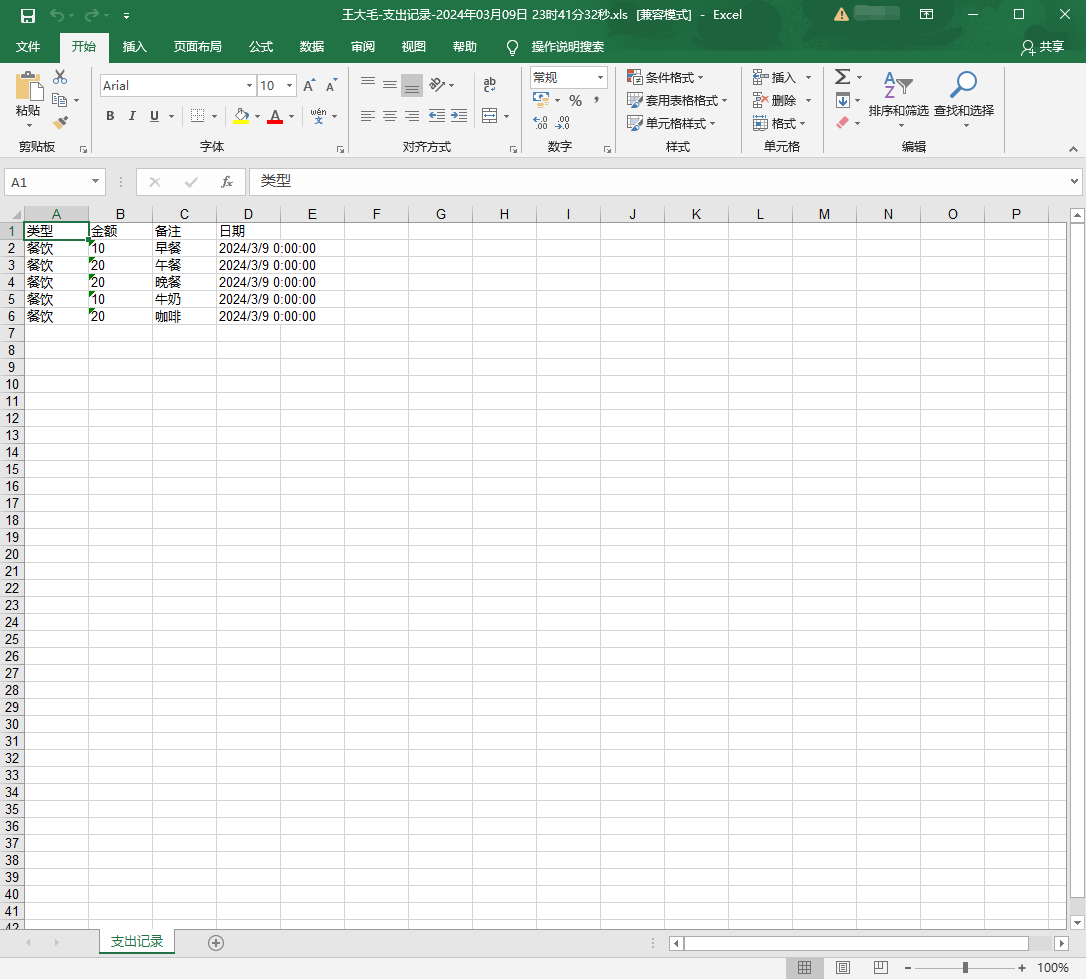 王大毛-支出记录-2024年03月09日 23时41分32秒.xls [兼容模式] - Excel
文件 开始 插入 页面布局 公式 数据 审阅 视图 帮助 操作说明搜索 共享
粘贴 Arial 10 A A 常规 条件格式 插入 Σ
套用表格格式 删除 排序和筛选 查找和选择
B I U A wén 文 ab c % , .00 .0 单元格样式 格式 A Z
剪贴板 字体 对齐方式 数字 样式 单元格 编辑
A1 fx 类型
A B C D E F G H I J K L M N O P
1 类型 金额 备注 日期
2 餐饮 10 早餐 2024/3/9 0:00:00
3 餐饮 20 午餐 2024/3/9 0:00:00
4 餐饮 20 晚餐 2024/3/9 0:00:00
5 餐饮 10 牛奶 2024/3/9 0:00:00
6 餐饮 20 咖啡 2024/3/9 0:00:00
7
8
9
10
11
12
13
14
15
16
17
18
19
20
21
22
23
24
25
26
27
28
29
30
31
32
33
34
35
36
37
38
39
40
41
42
支出记录
100%